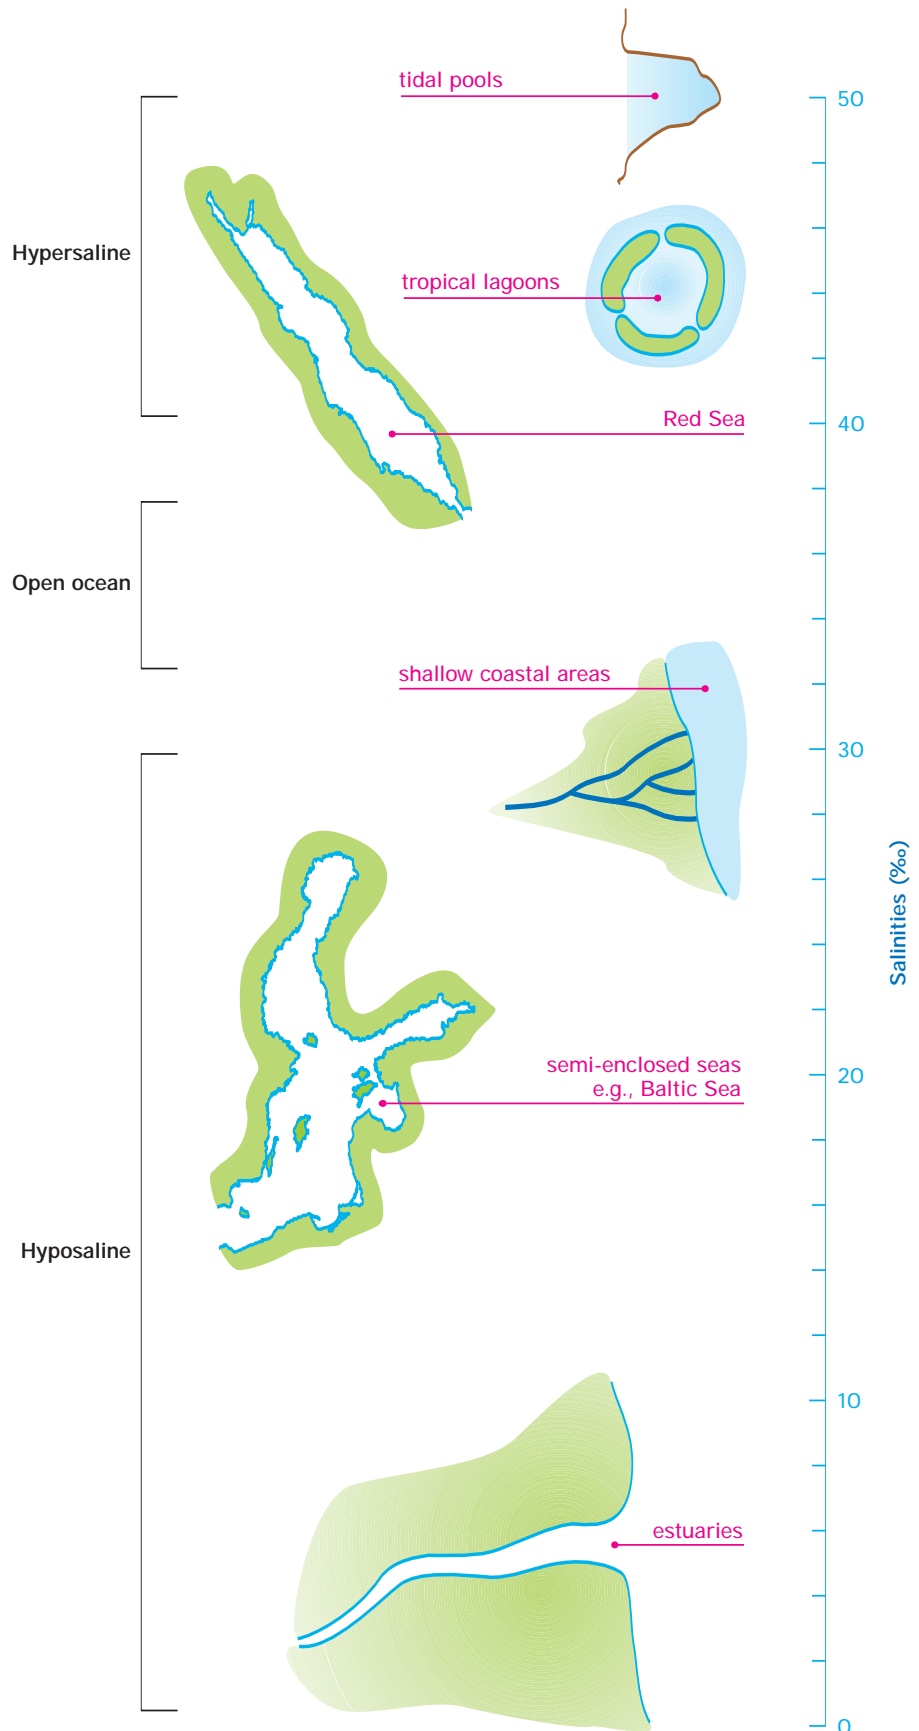 tidal pools
50
Hypersaline
tropical lagoons
Red Sea
40
Open ocean
shallow coastal areas
30
Salinities (‰)
semi-enclosed seas
e.g., Baltic Sea
20
Hyposaline
10
estuaries
0